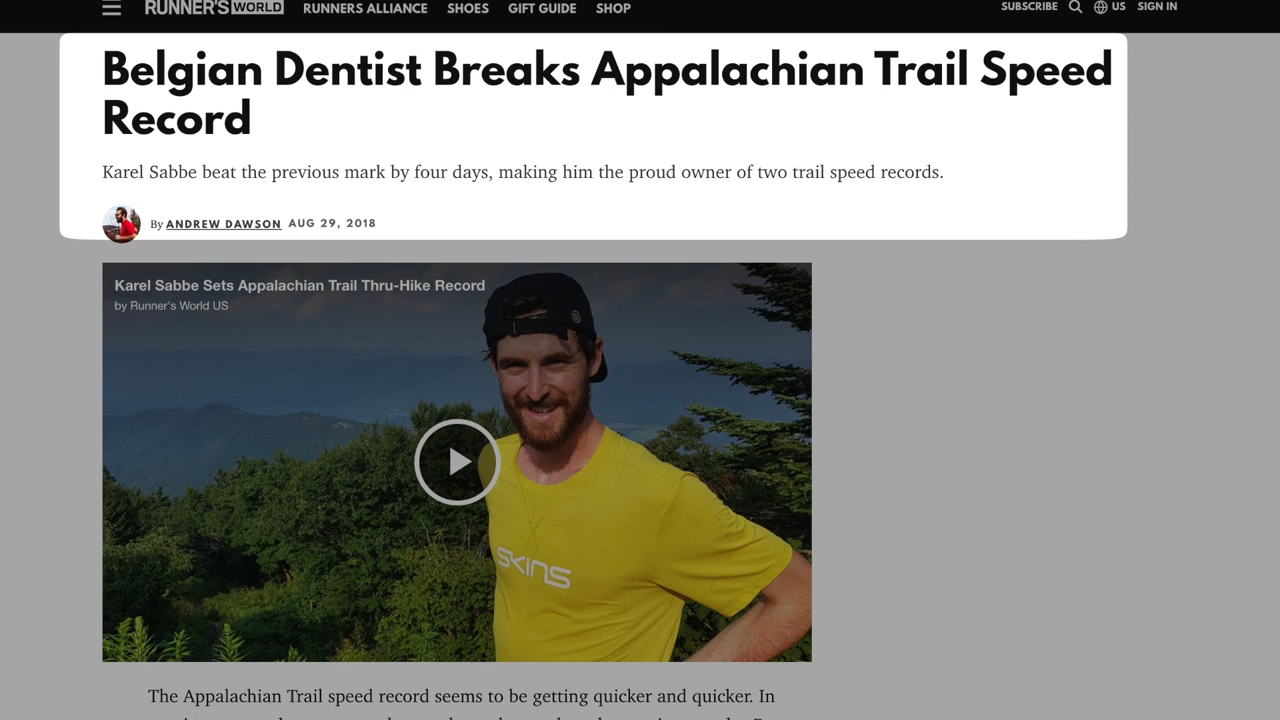 RUNNER'S WORLD RUNNERS ALLIANCE SHOES GIFT GUIDE SHOP SUBSCRIBE US SIGN IN
Belgian Dentist Breaks Appalachian Trail Speed
Record
Karel Sabbe beat the previous mark by four days, making him the proud owner of two trail speed records.
By ANDREW DAWSON AUG 29, 2018
Karel Sabbe Sets Appalachian Trail Thru-Hike Record
by Runner's World US
SKINS
The Appalachian Trail speed record seems to be getting quicker and quicker. In